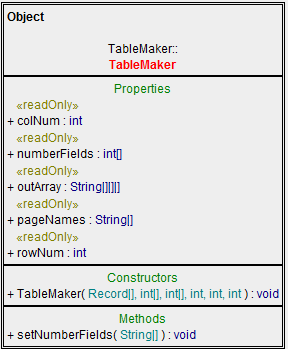 Object
TableMaker::
TableMaker
Properties
«readOnly»
+ colNum : int
«readOnly»
+ numberFields : int[]
«readOnly»
+ outArray : String[][][]
«readOnly»
+ pageNames : String[]
«readOnly»
+ rowNum : int
Constructors
+ TableMaker( Record[], int[], int[], int, int, int ) : void
Methods
+ setNumberFields( String[] ) : void